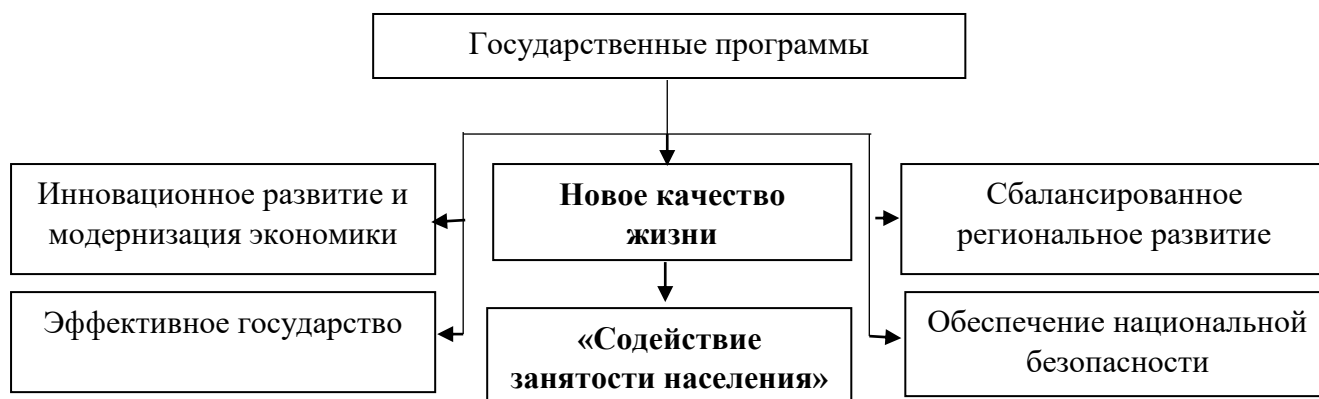 Государственные программы
Инновационное развитие и
модернизация экономики
Новое качество
жизни
Сбалансированное
региональное развитие
Эффективное государство
«Содействие
занятости населения»
Обеспечение национальной
безопасности